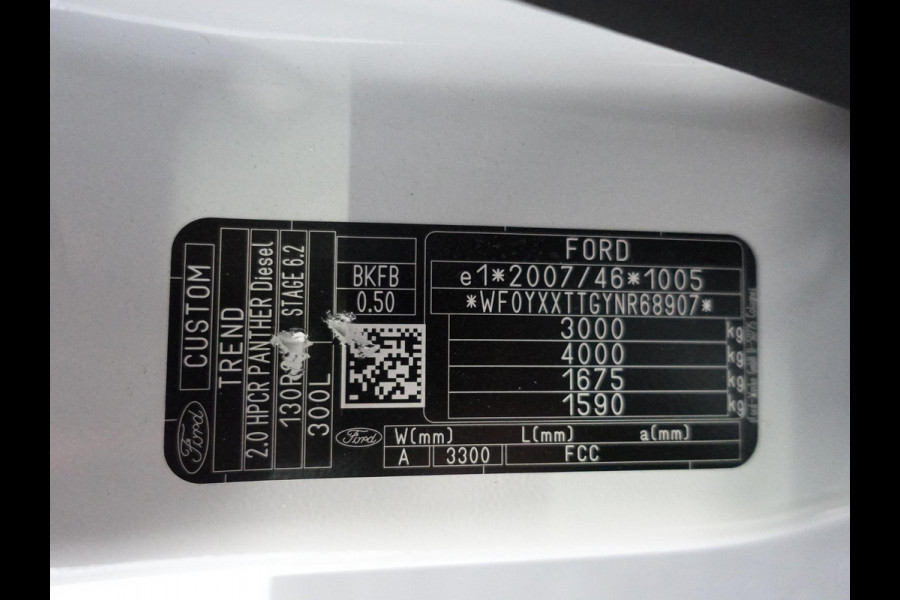 FORD
e1*2007/46*1005
*WF0YXXTTGYNR68907*
3000 kg
4000 kg
1675 kg
1590 kg
BKFB
0.50
Ford
W(mm) L(mm) a(mm)
A 3300 FCC
Ford CUSTOM
TREND
2.0 HPCR PANTHER Diesel
STAGE 6.2
300L